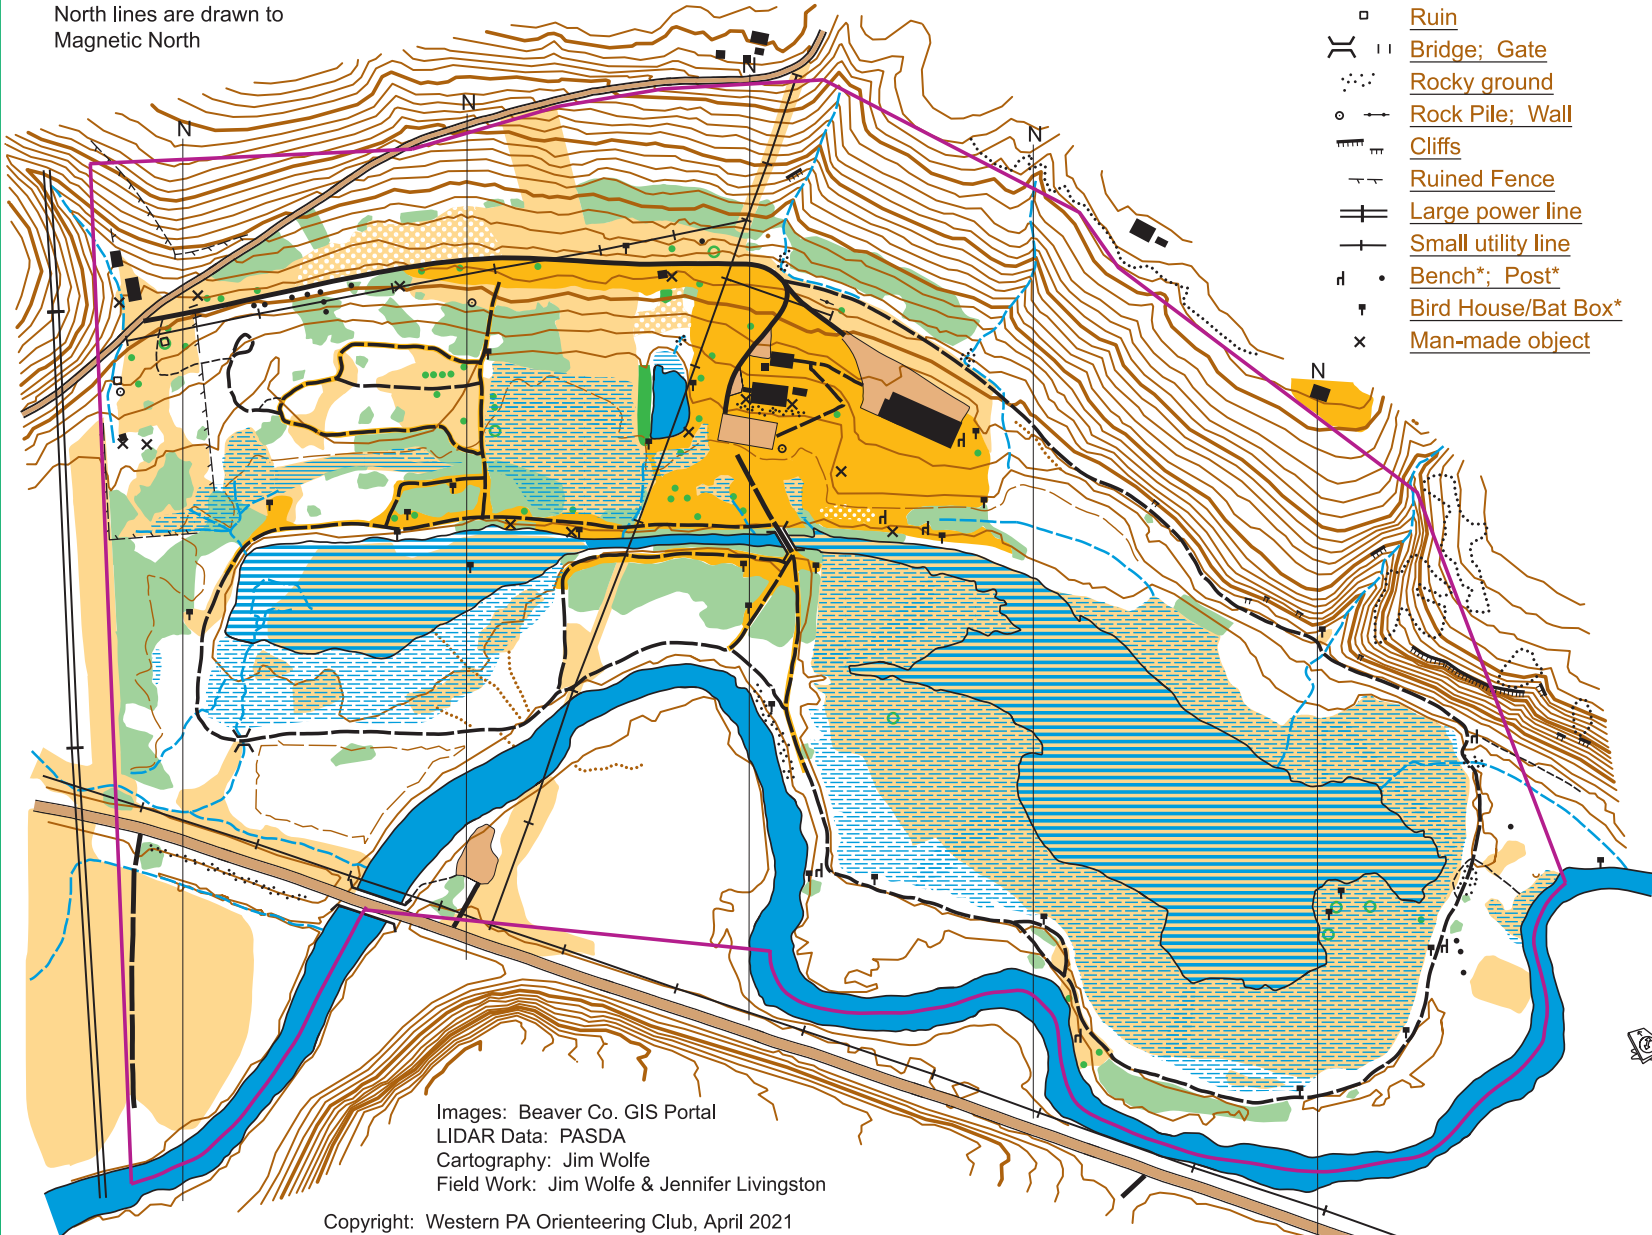 North lines are drawn to
Magnetic North
N
N
N
N
N
Ruin
Bridge; Gate
Rocky ground
Rock Pile; Wall
Cliffs
Ruined Fence
Large power line
Small utility line
Bench*; Post*
Bird House/Bat Box*
Man-made object
Images: Beaver Co. GIS Portal
LIDAR Data: PASDA
Cartography: Jim Wolfe
Field Work: Jim Wolfe & Jennifer Livingston
Copyright: Western PA Orienteering Club, April 2021